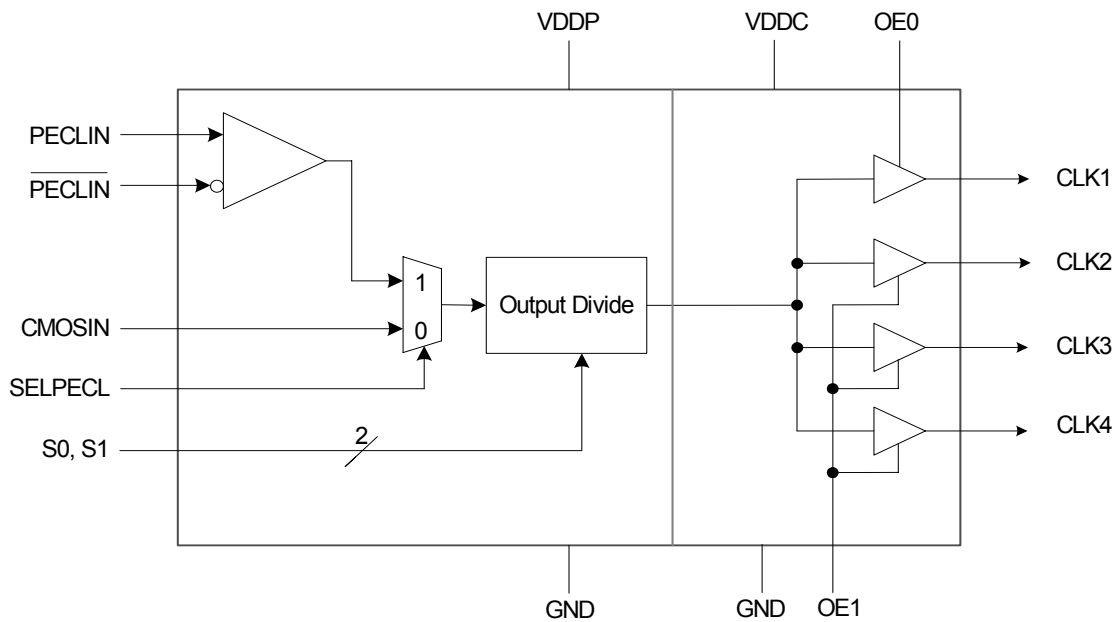 VDDP
VDDC
OE0
PECLIN
PECLIN
CLK1
CLK2
1
Output Divide
0
CMOSIN
CLK3
SELPECL
CLK4
2
S0, S1
GND
GND
OE1